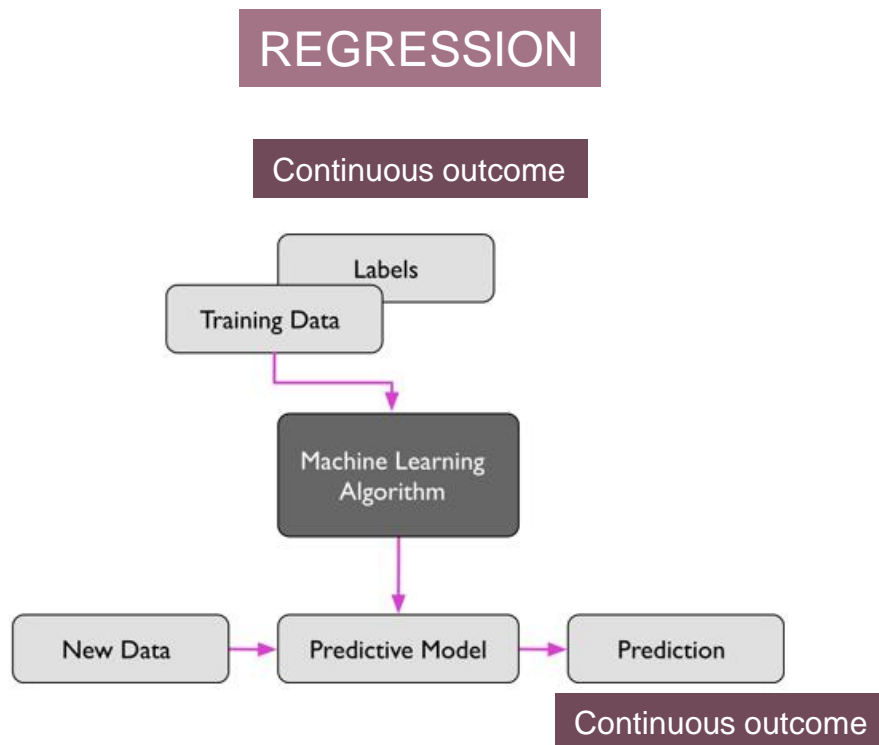 REGRESSION
Continuous outcome
Labels
Training Data
Machine Learning
Algorithm
New Data
Predictive Model
Prediction
Continuous outcome